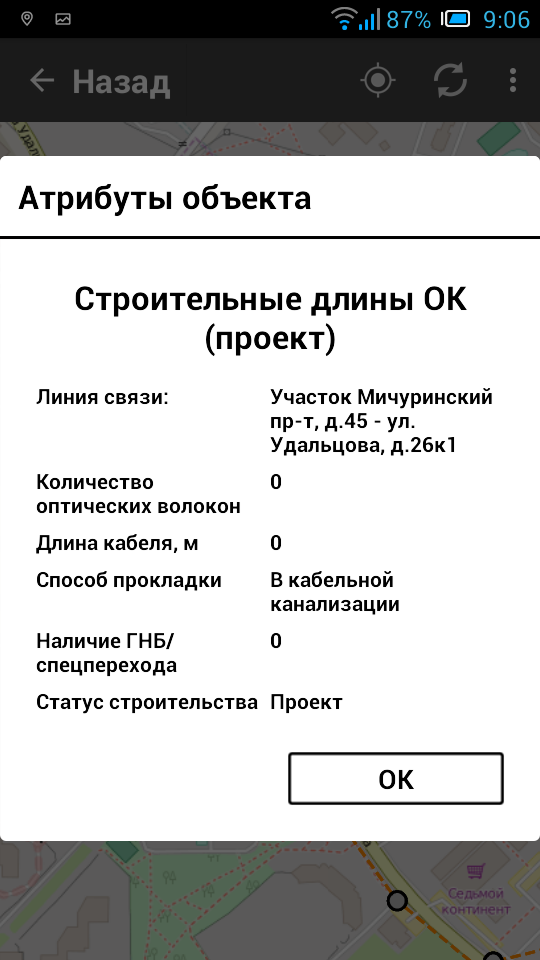 87% 9:06
Назад
Атрибуты объекта
Строительные длины ОК
(проект)
Линия связи: Участок Мичуринский
пр-т, д.45 - ул.
Удальцова, д.26к1
Количество 0
оптических волокон
Длина кабеля, м 0
Способ прокладки В кабельной
канализации
Наличие ГНБ/ 0
спецперехода
Статус строительства Проект
ОК
Седьмой
континент